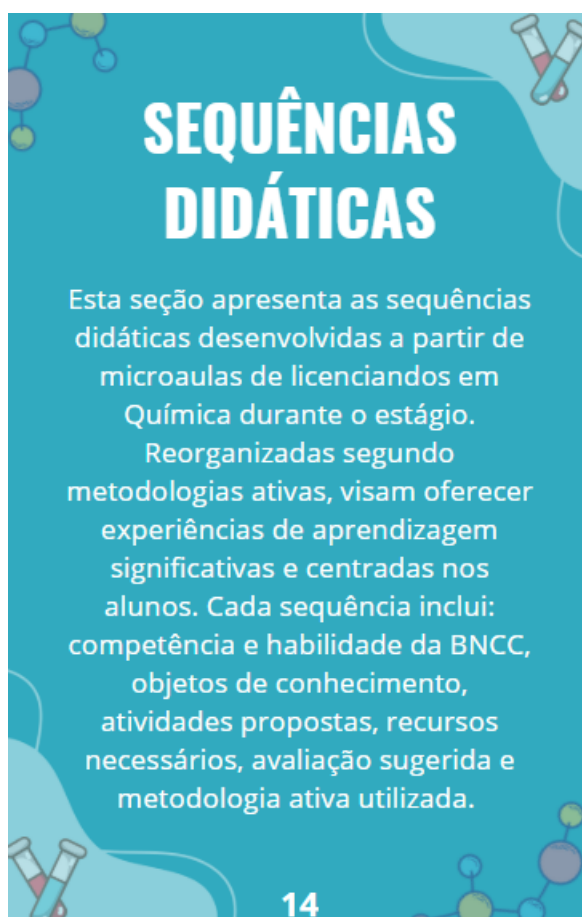 SEQUÊNCIAS
DIDÁTICAS
Esta seção apresenta as sequências
didáticas desenvolvidas a partir de
microaulas de licenciandos em
Química durante o estágio.
Reorganizadas segundo
metodologias ativas, visam oferecer
experiências de aprendizagem
significativas e centradas nos
alunos. Cada sequência inclui:
competência e habilidade da BNCC,
objetos de conhecimento,
atividades propostas, recursos
necessários, avaliação sugerida e
metodologia ativa utilizada.
14